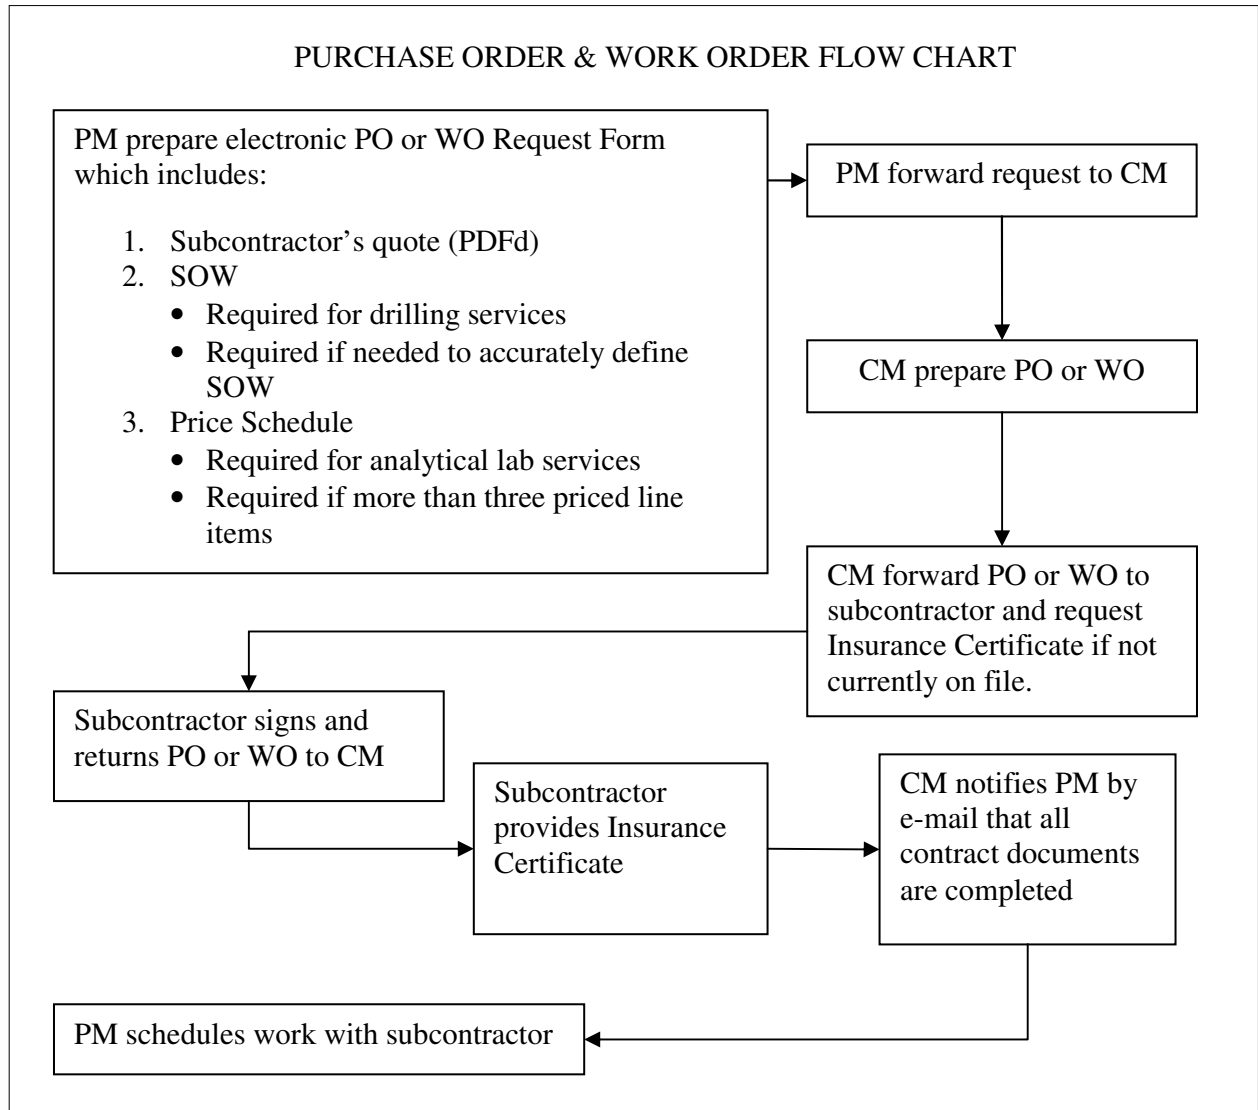 PURCHASE ORDER & WORK ORDER FLOW CHART
PM prepare electronic PO or WO Request Form
which includes:
1. Subcontractor's quote (PDFd)
2. SOW
• Required for drilling services
• Required if needed to accurately define
SOW
3. Price Schedule
• Required for analytical lab services
• Required if more than three priced line
items
PM forward request to CM
CM prepare PO or WO
CM forward PO or WO to
subcontractor and request
Insurance Certificate if not
currently on file.
Subcontractor signs and
returns PO or WO to CM
Subcontractor
provides Insurance
Certificate
CM notifies PM by
e-mail that all
contract documents
are completed
PM schedules work with subcontractor